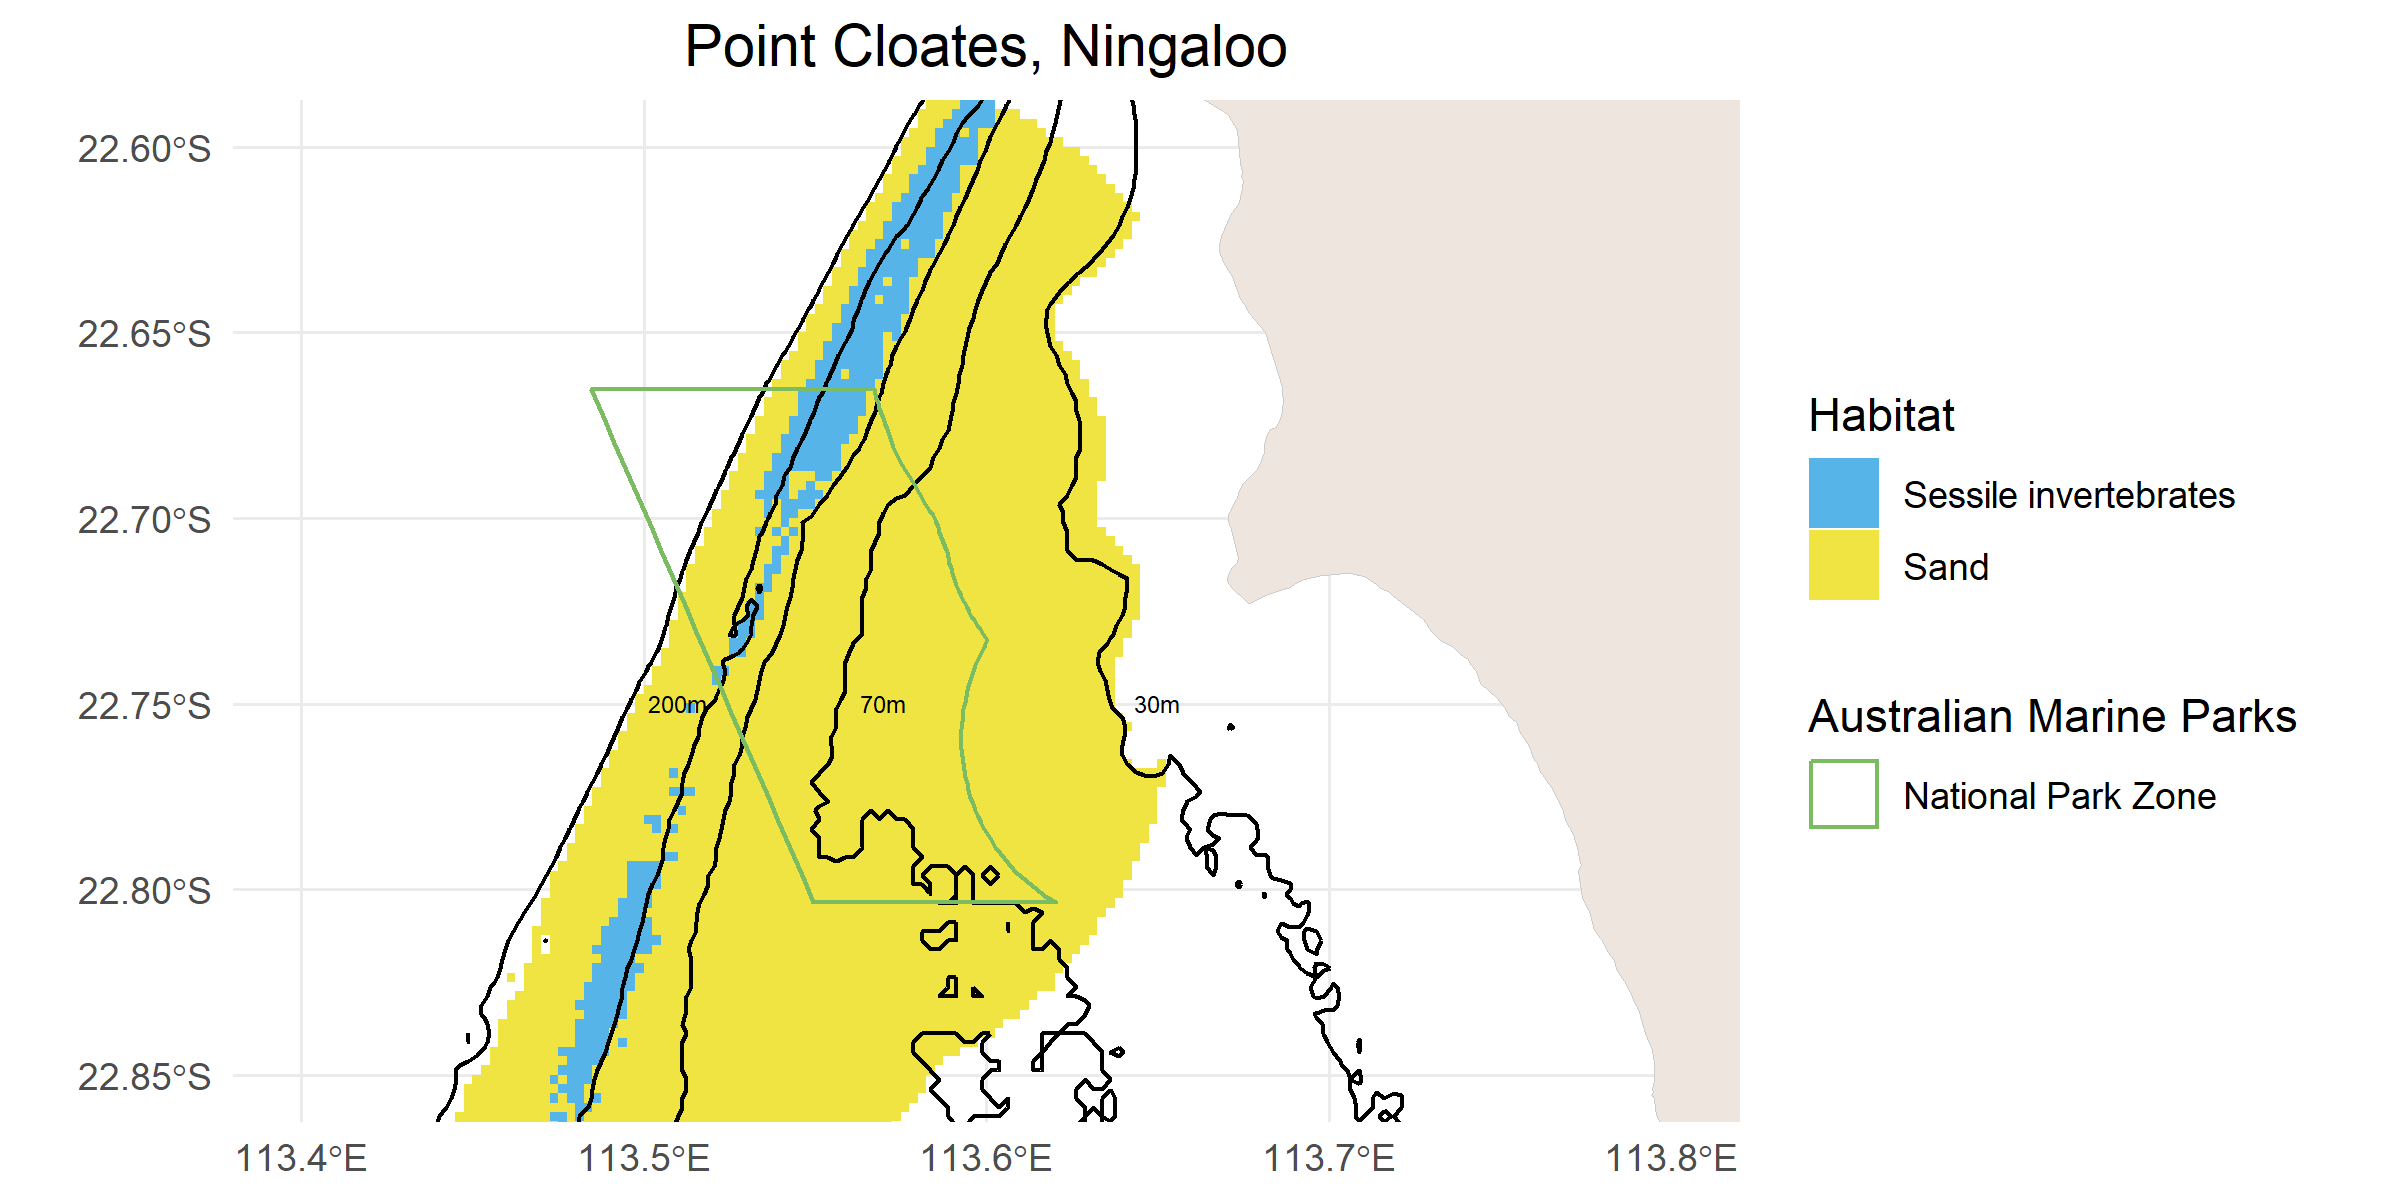 Point Cloates, Ningaloo
22.60°S
22.65°S
22.70°S
22.75°S
22.80°S
22.85°S
200m
70m
30m
113.4°E
113.5°E
113.6°E
113.7°E
113.8°E
Habitat
Sessile invertebrates
Sand
Australian Marine Parks
National Park Zone